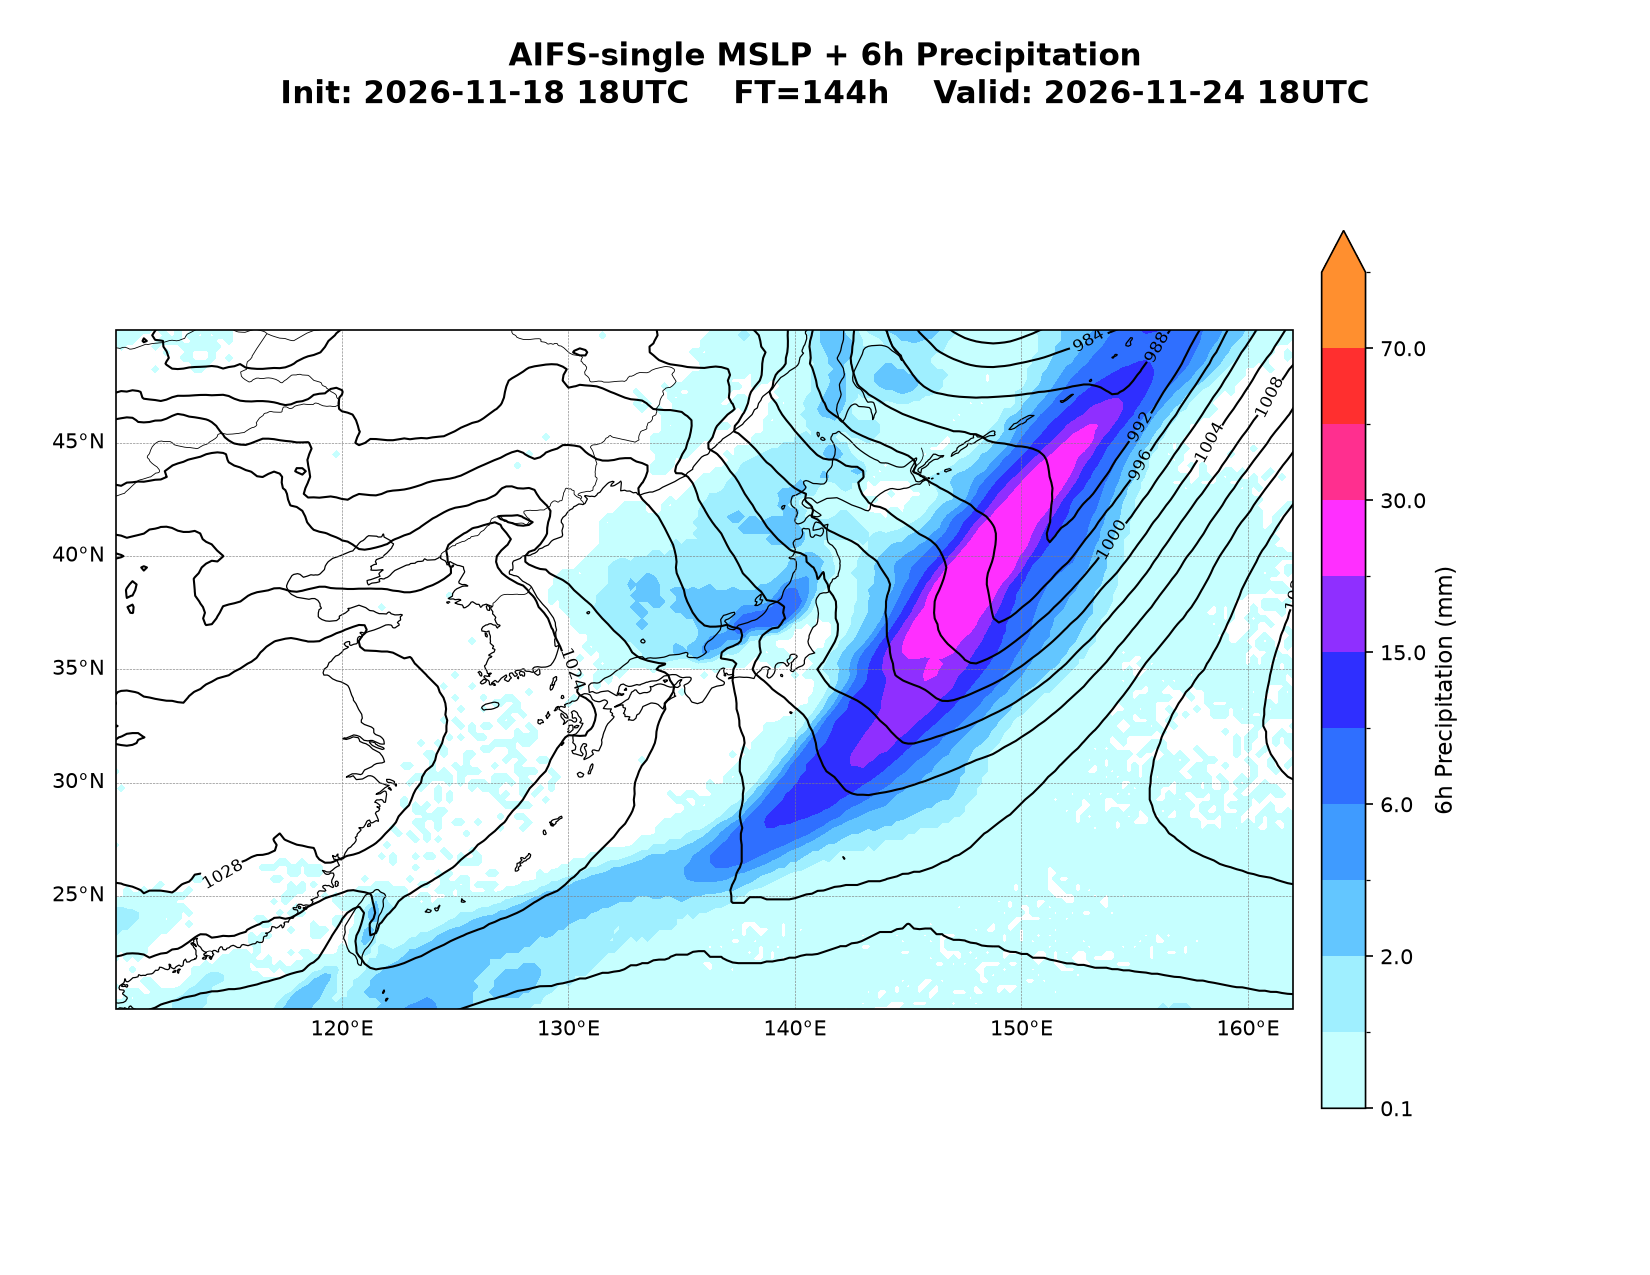 AIFS-single MSLP + 6h Precipitation
Init: 2026-11-18 18UTC    FT=144h    Valid: 2026-11-24 18UTC
984
988
70.0
1008
992
1004
45°N
996
30.0
1000
40°N
6h Precipitation (mm)
1024
35°N
15.0
30°N
6.0
1028
25°N
2.0
120°E
130°E
140°E
150°E
160°E
0.1